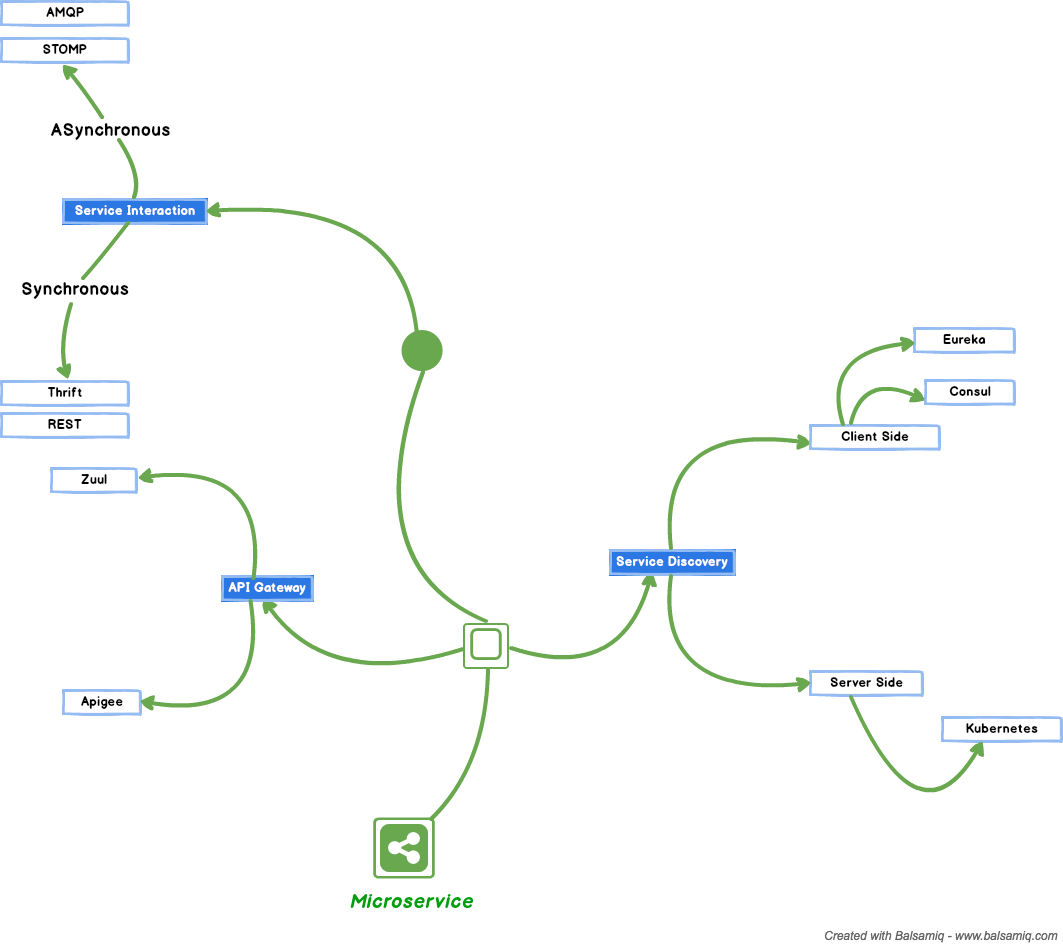 AMQP
STOMP
ASynchronous
Service Interaction
Synchronous
Thrift
REST
Zuul
API Gateway
Apigee
Eureka
Consul
Client Side
Service Discovery
Server Side
Kubernetes
Microservice
Created with Balsamiq - www.balsamiq.com